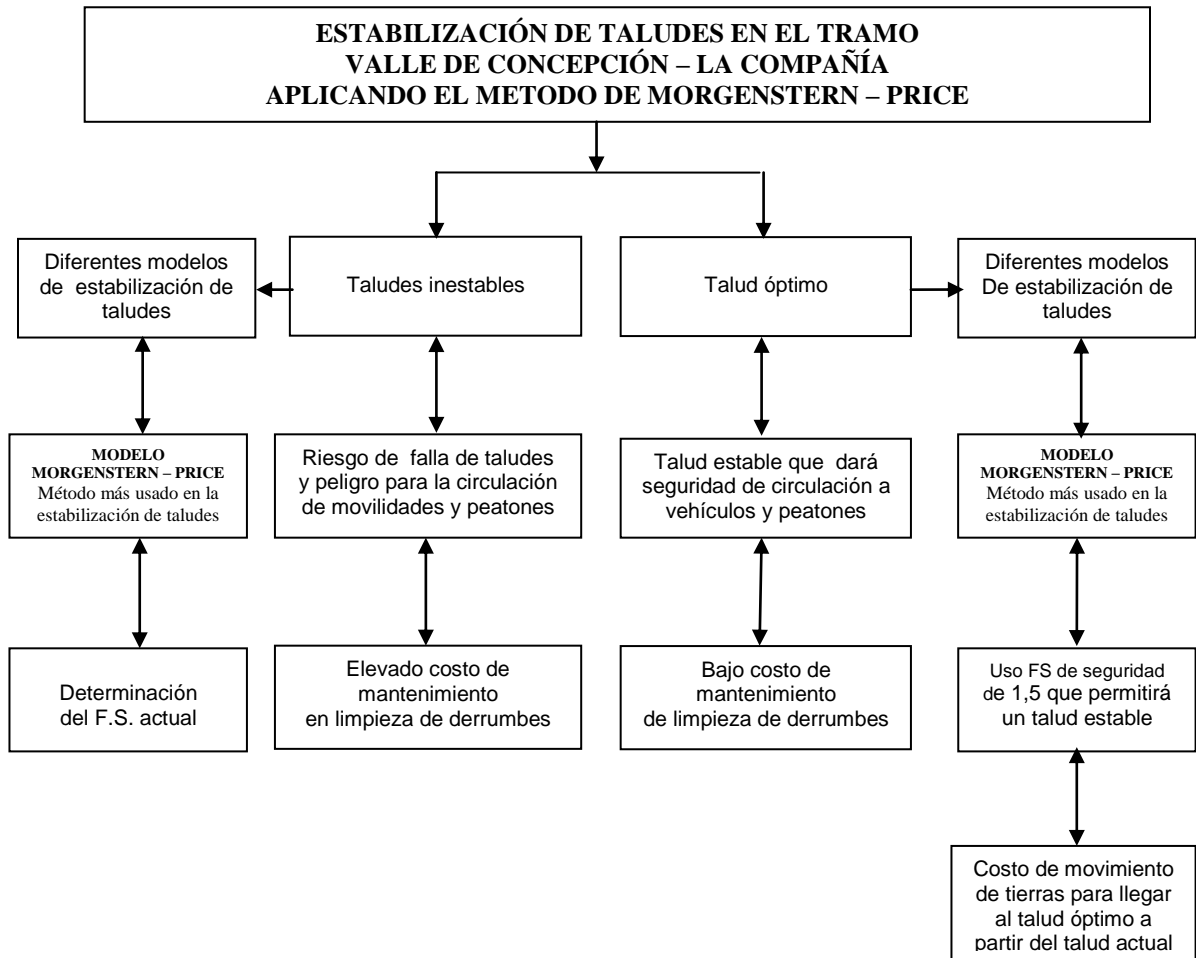 ESTABILIZACIÓN DE TALUDES EN EL TRAMO
VALLE DE CONCEPCIÓN – LA COMPAÑÍA
APLICANDO EL METODO DE MORGENSTERN – PRICE
Diferentes modelos
de estabilización de
taludes
Taludes inestables
Talud óptimo
Diferentes modelos
De estabilización de
taludes
MODELO
MORGENSTERN – PRICE
Método más usado en la
estabilización de taludes
Riesgo de falla de taludes
y peligro para la circulación
de movilidades y peatones
Talud estable que dará
seguridad de circulación a
vehículos y peatones
MODELO
MORGENSTERN – PRICE
Método más usado en la
estabilización de taludes
Determinación
del F.S. actual
Elevado costo de
mantenimiento
en limpieza de derrumbes
Bajo costo de
mantenimiento
de limpieza de derrumbes
Uso FS de seguridad
de 1,5 que permitirá
un talud estable
Costo de movimiento
de tierras para llegar
al talud óptimo a
partir del talud actual